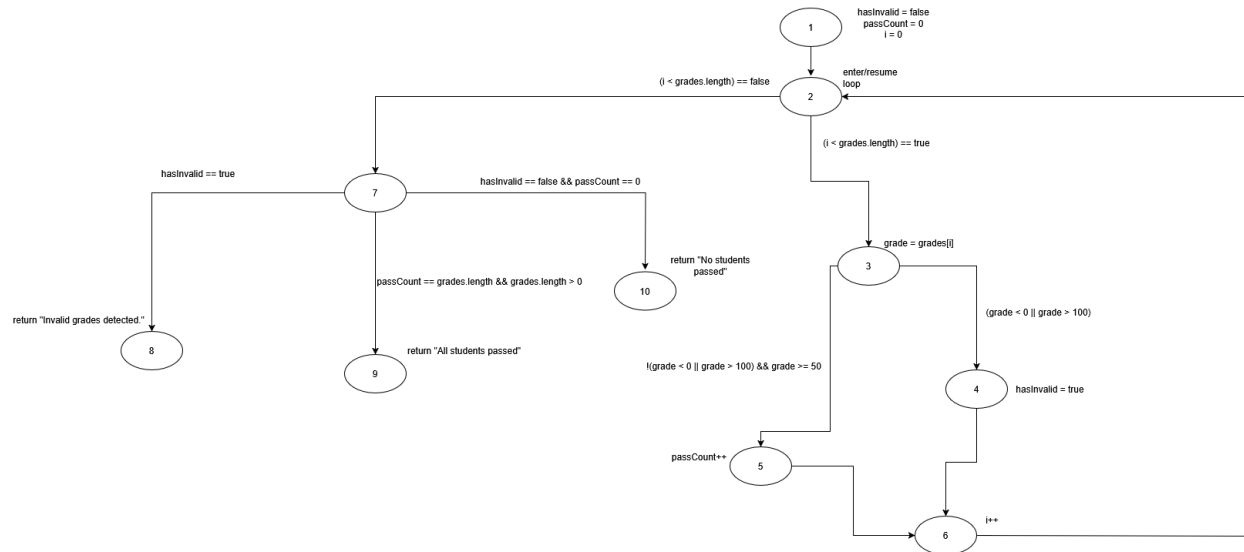 hasInvalid = false
passCount = 0
i = 0
1
enter/resume
loop
(i < grades.length) == false
2
(i < grades.length) == true
hasInvalid == true
hasInvalid == false && passCount == 0
7
grade = grades[i]
return "No students
passed"
3
passCount == grades.length && grades.length > 0
10
(grade < 0 || grade > 100)
return "Invalid grades detected."
8
return "All students passed"
9
!(grade < 0 || grade > 100) && grade >= 50
4
hasInvalid = true
passCount++
5
i++
6